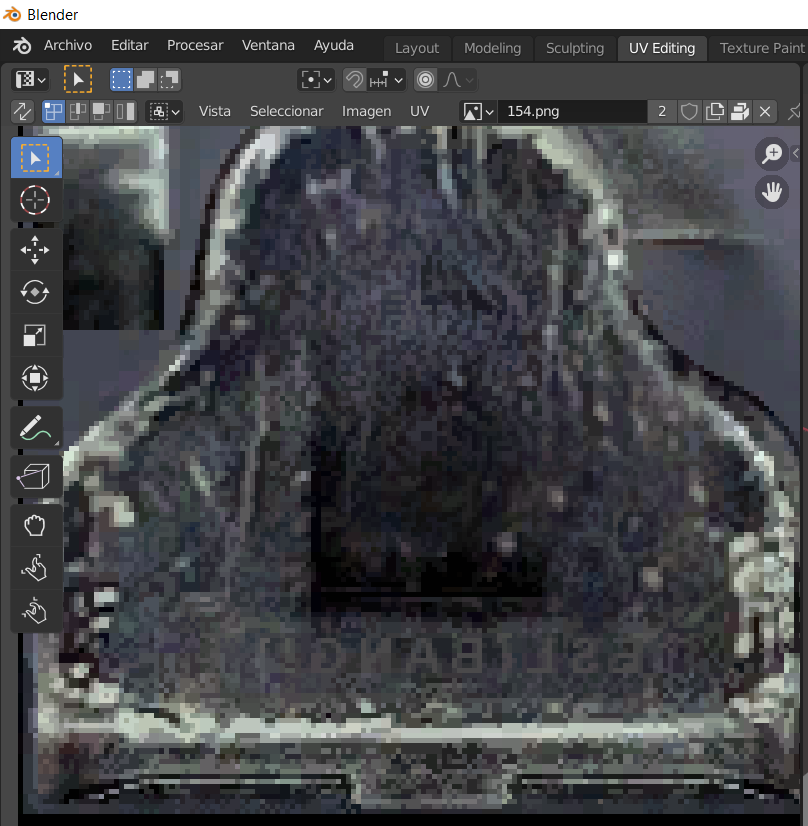 Blender
Archivo Editar Procesar Ventana Ayuda Layout Modeling Sculpting UV Editing Texture Paint
Vista Seleccionar Imagen UV 154.png 2